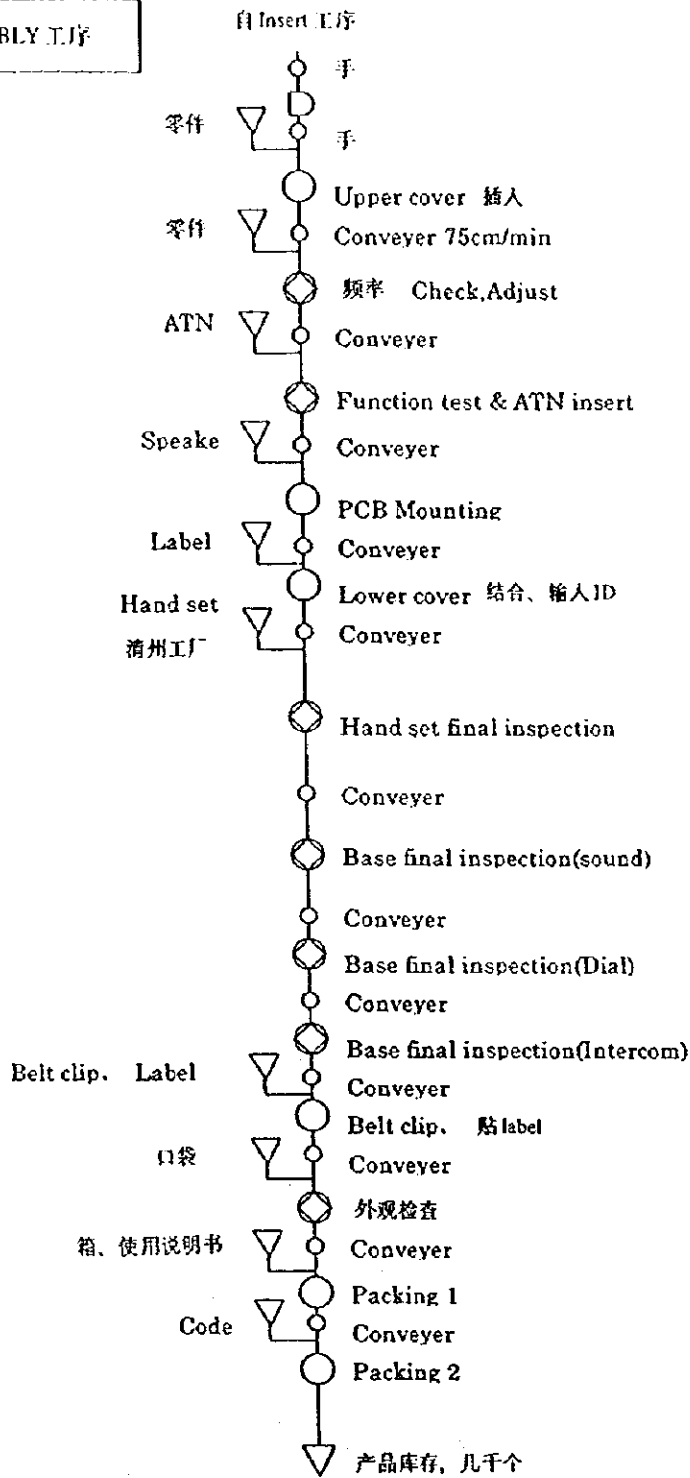 BLY 工序
自 Insert 工序
手
零件
手
Upper cover 插入
零件
Conveyer 75cm/min
频率 Check,Adjust
ATN
Conveyer
Function test & ATN insert
Speake
Conveyer
PCB Mounting
Label
Conveyer
Lower cover 结合、输入ID
Hand set
Conveyer
清州工厂
Hand set final inspection
Conveyer
Base final inspection(sound)
Conveyer
Base final inspection(Dial)
Conveyer
Base final inspection(Intercom)
Belt clip、 Label
Conveyer
Belt clip、 贴label
口袋
Conveyer
外观检查
箱、使用说明书
Conveyer
Packing 1
Code
Conveyer
Packing 2
产品库存, 几千个